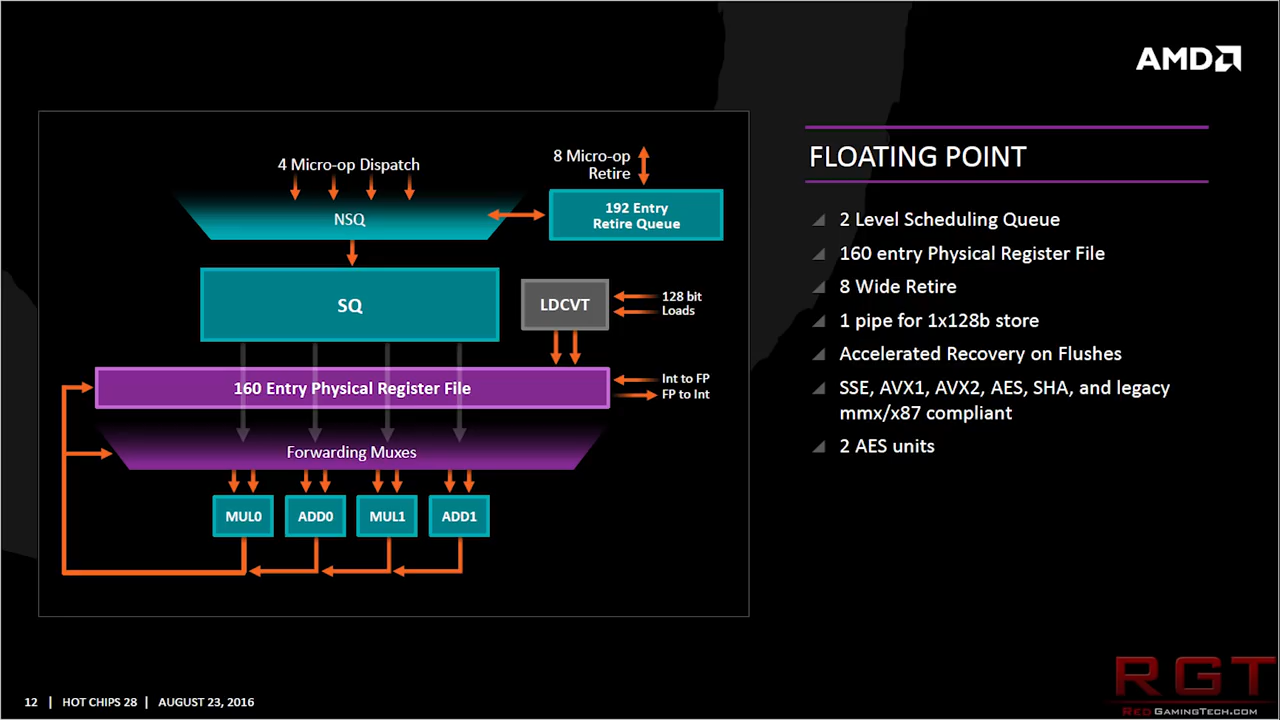 AMD
4 Micro-op Dispatch
8 Micro-op
Retire
NSQ
192 Entry
Retire Queue
SQ
LDCVT
128 bit
Loads
160 Entry Physical Register File
Int to FP
FP to Int
Forwarding Muxes
MUL0
ADD0
MUL1
ADD1
FLOATING POINT
2 Level Scheduling Queue
160 entry Physical Register File
8 Wide Retire
1 pipe for 1x128b store
Accelerated Recovery on Flushes
SSE, AVX1, AVX2, AES, SHA, and legacy
mmx/x87 compliant
2 AES units
12 | HOT CHIPS 28 | AUGUST 23, 2016
RGT
RedGamingTech.com